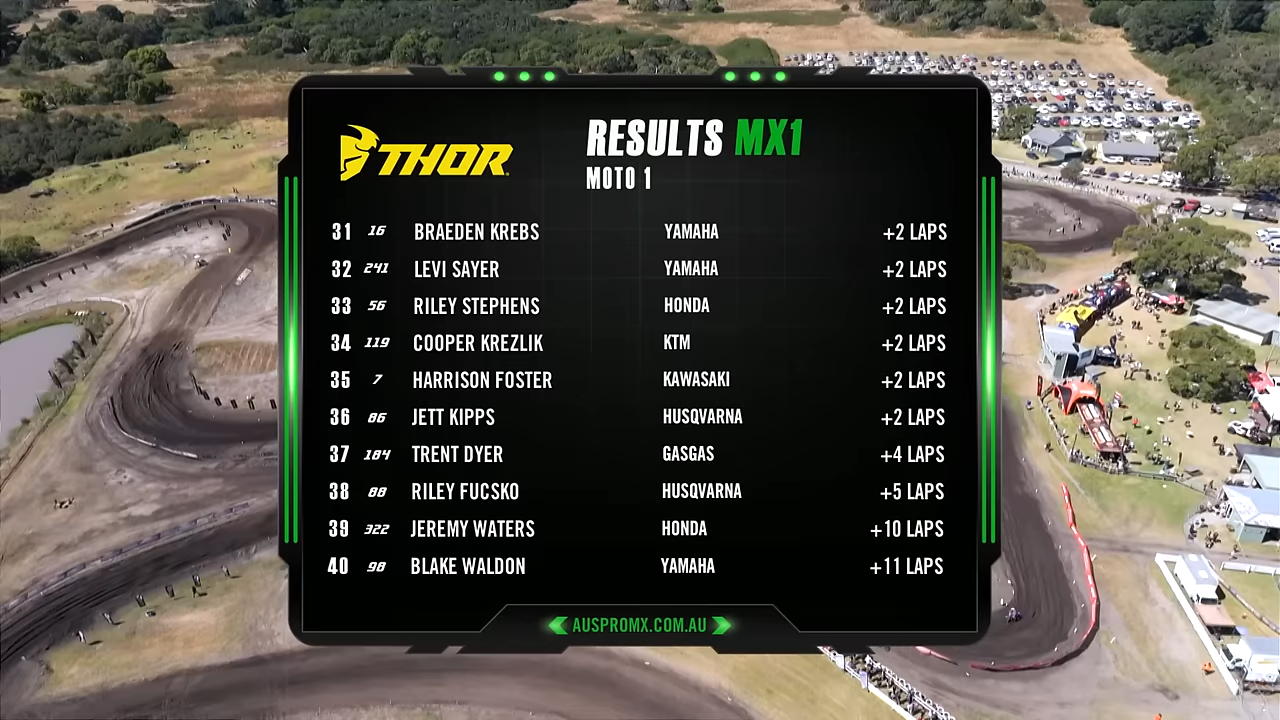 THOR
RESULTS MX1
MOTO 1
31 16 BRAEDEN KREBS YAMAHA +2 LAPS
32 241 LEVI SAYER YAMAHA +2 LAPS
33 56 RILEY STEPHENS HONDA +2 LAPS
34 119 COOPER KREZLIK KTM +2 LAPS
35 7 HARRISON FOSTER KAWASAKI +2 LAPS
36 86 JETT KIPPS HUSQVARNA +2 LAPS
37 184 TRENT DYER GASGAS +4 LAPS
38 88 RILEY FUCSKO HUSQVARNA +5 LAPS
39 322 JEREMY WATERS HONDA +10 LAPS
40 98 BLAKE WALDON YAMAHA +11 LAPS
AUSPROMX.COM.AU